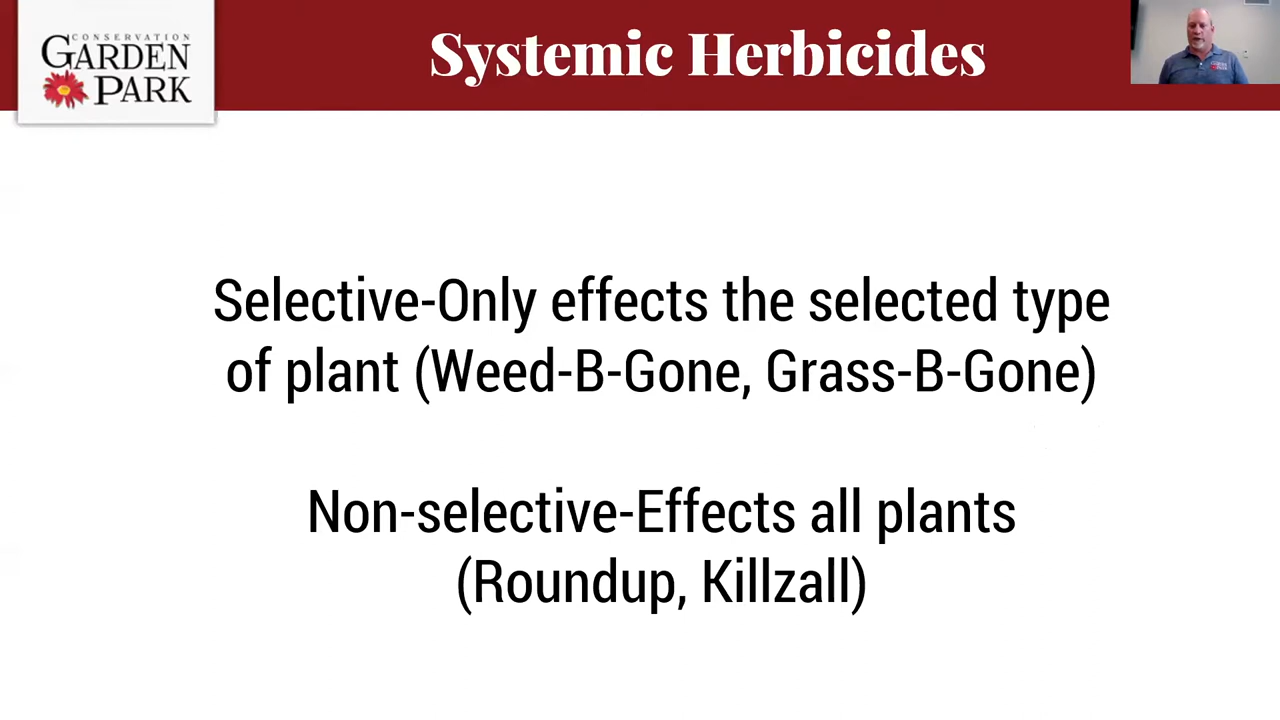 CONSERVATION
GARDEN
PARK
Systemic Herbicides
Selective-Only effects the selected type
of plant (Weed-B-Gone, Grass-B-Gone)
Non-selective-Effects all plants
(Roundup, Killzall)